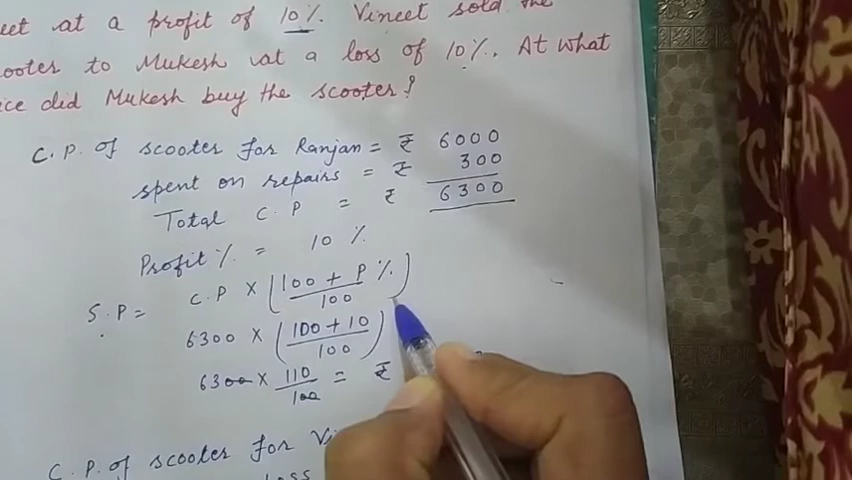 at a profit of 10%. Vineet sold the
to Mukesh at a loss of 10%. At what
did Mukesh buy the scooter?
C.P. of scooter for Ranjan = ₹ 6000
spent on repairs = ₹ 300
Total C.P = ₹ 6300
Profit % = 10 %
S.P = C.P × (100 + P %/100)
6300 × (100 + 10/100)
6300 × 110/100 = ₹
C.P. of scooter for